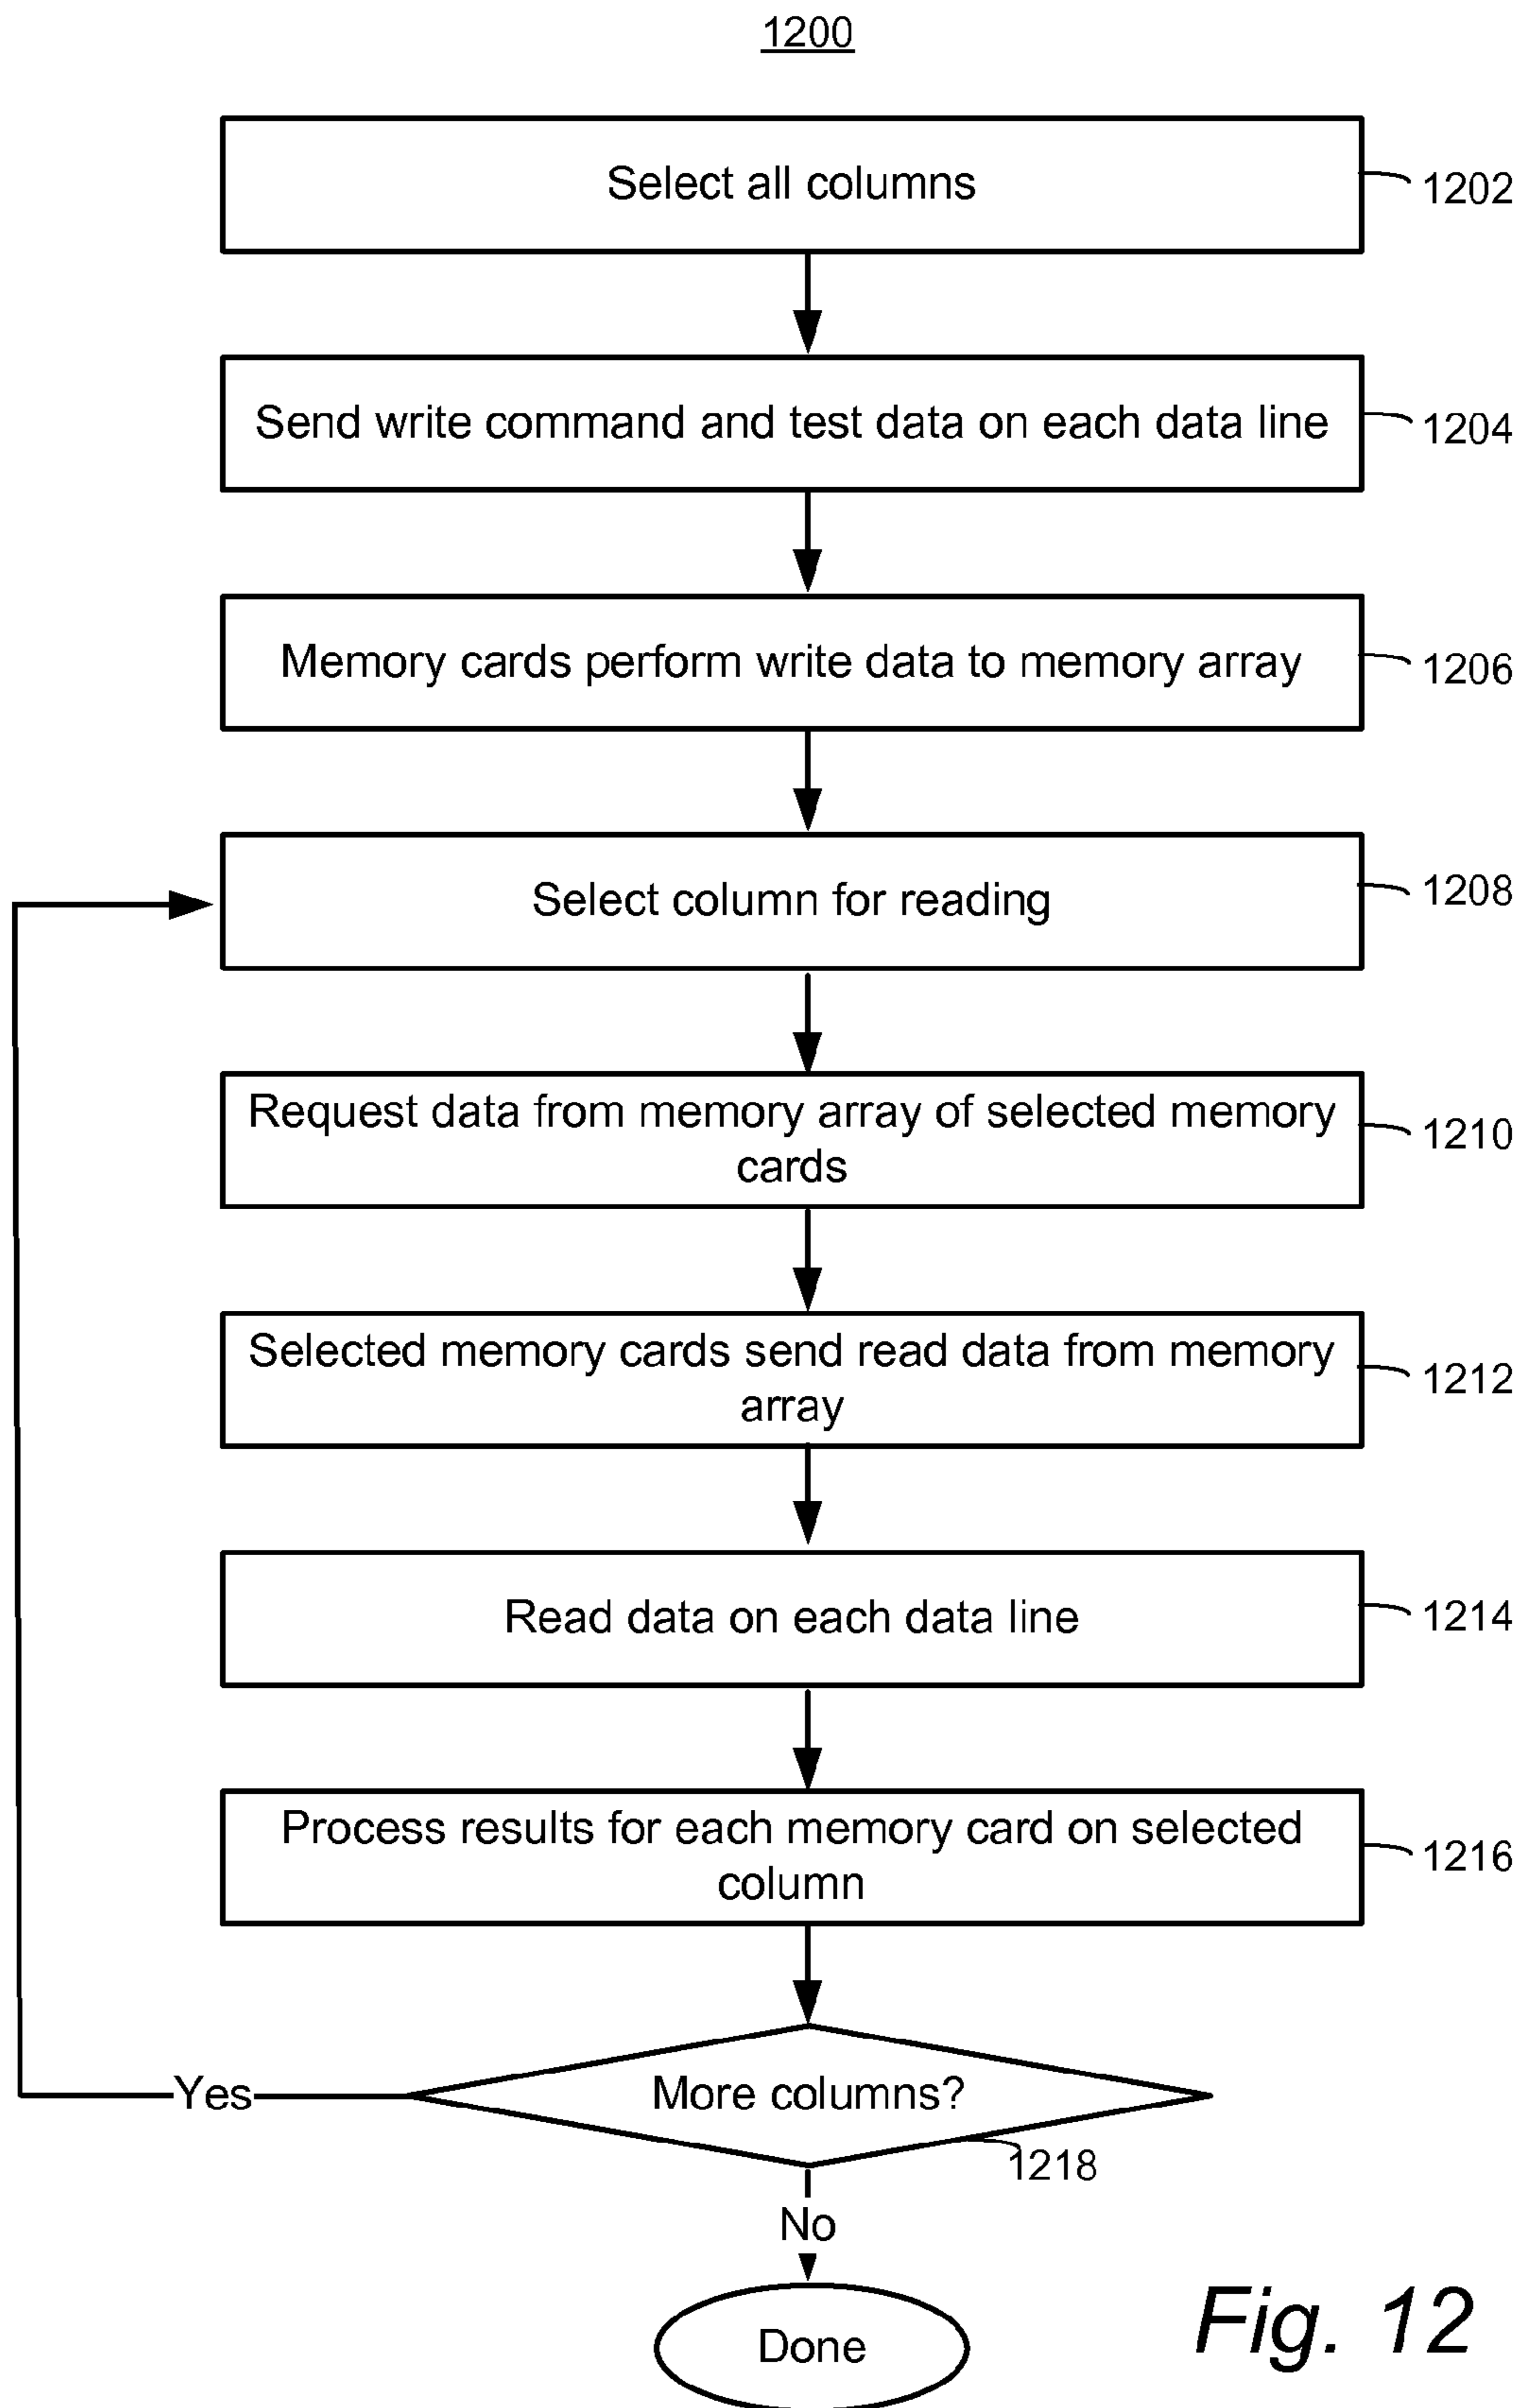 1200
Select all columns
1202
Send write command and test data on each data line
1204
Memory cards perform write data to memory array
1206
Select column for reading
1208
Request data from memory array of selected memory
cards
1210
Selected memory cards send read data from memory
array
1212
Read data on each data line
1214
Process results for each memory card on selected
column
1216
More columns?
Yes
1218
No
Done
Fig. 12